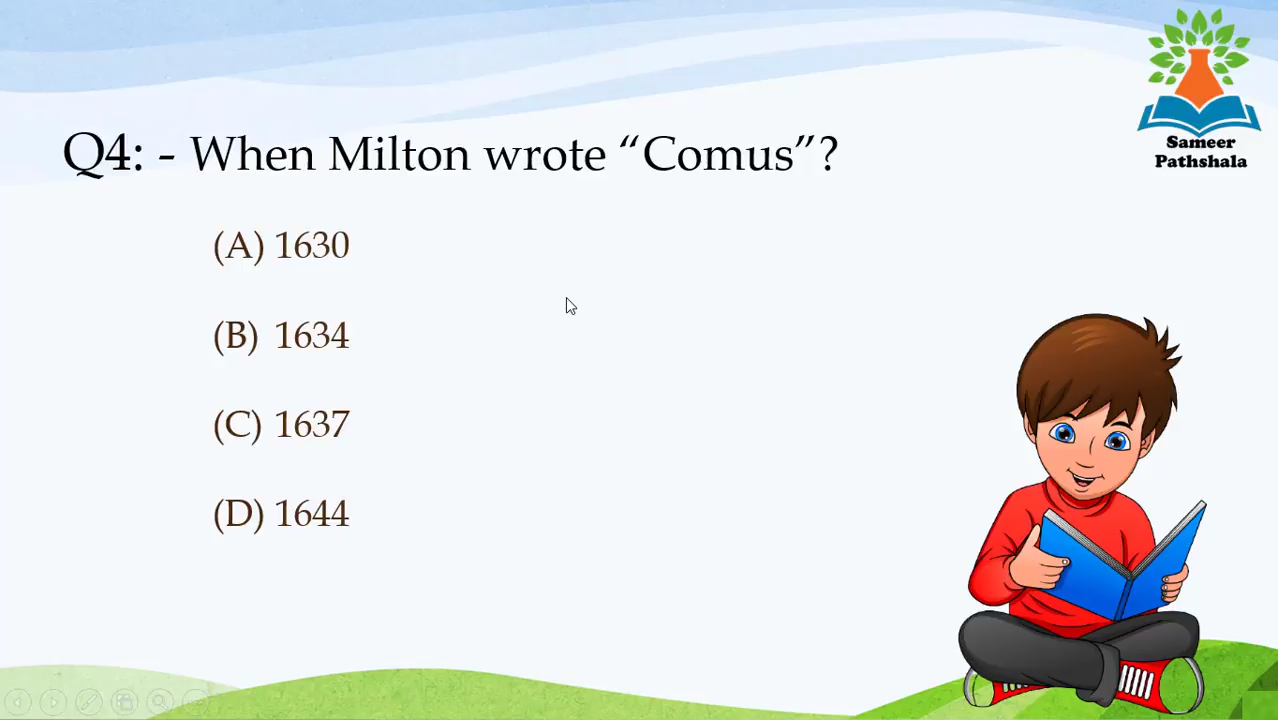 Sameer
Pathshala
Q4: - When Milton wrote “Comus”?
(A) 1630
(B) 1634
(C) 1637
(D) 1644